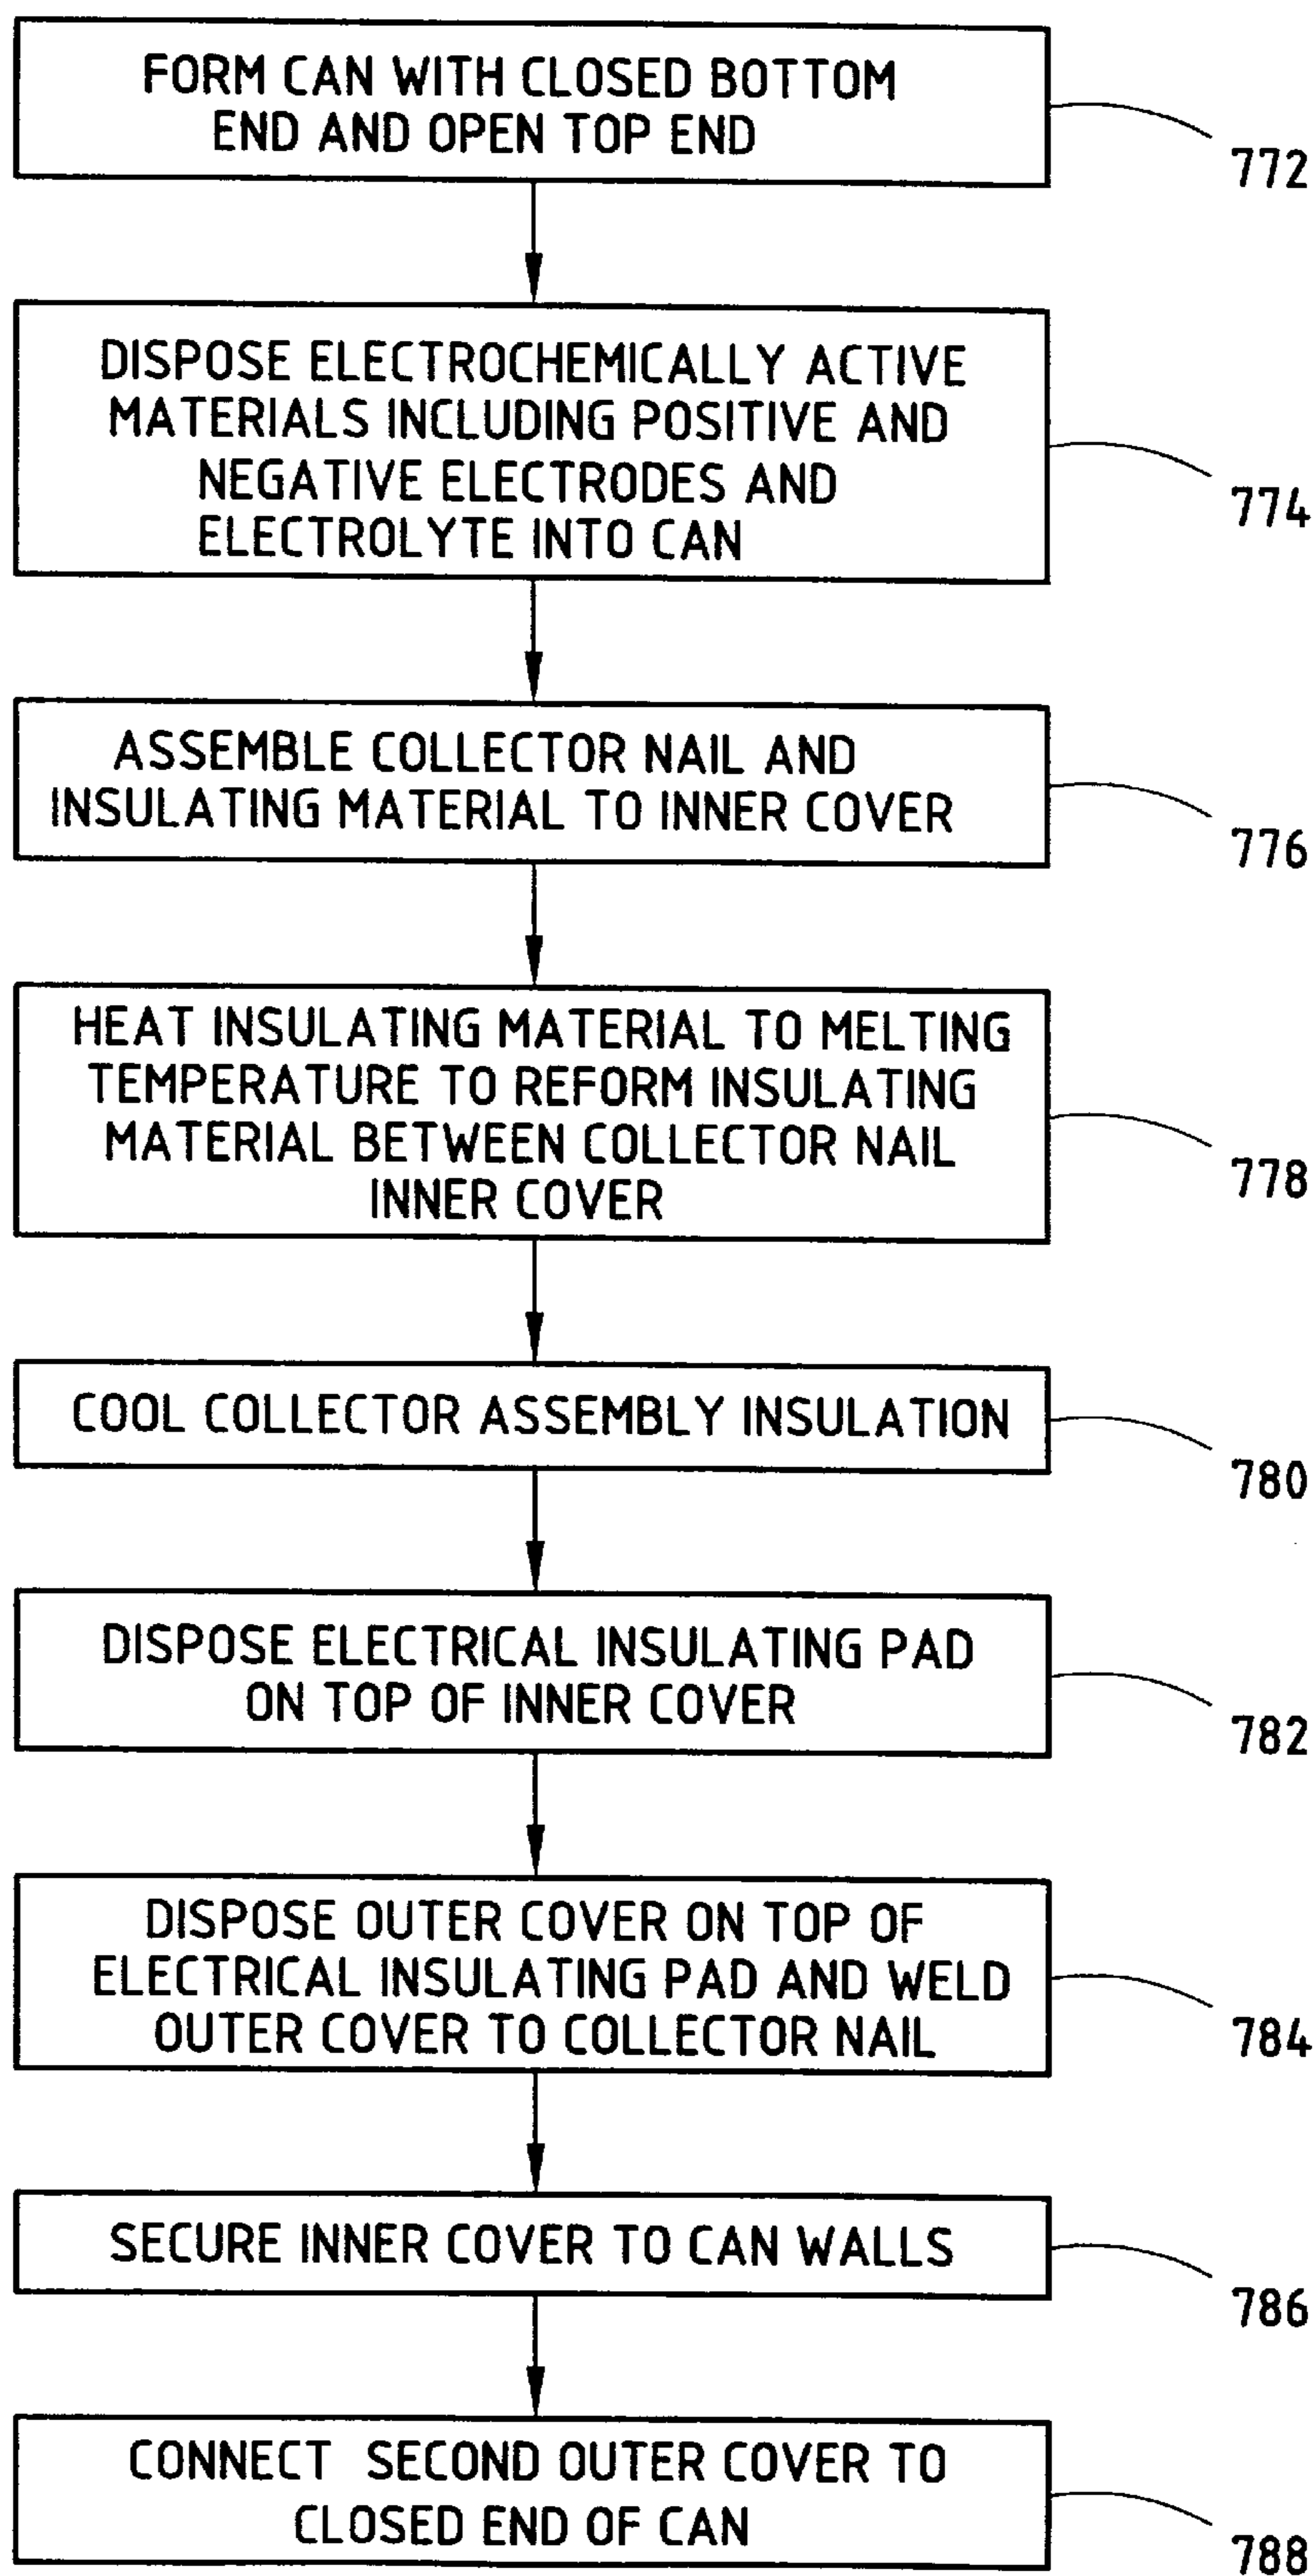 FORM CAN WITH CLOSED BOTTOM
END AND OPEN TOP END
772
DISPOSE ELECTROCHEMICALLY ACTIVE
MATERIALS INCLUDING POSITIVE AND
NEGATIVE ELECTRODES AND
ELECTROLYTE INTO CAN
774
ASSEMBLE COLLECTOR NAIL AND
INSULATING MATERIAL TO INNER COVER
776
HEAT INSULATING MATERIAL TO MELTING
TEMPERATURE TO REFORM INSULATING
MATERIAL BETWEEN COLLECTOR NAIL
INNER COVER
778
COOL COLLECTOR ASSEMBLY INSULATION
780
DISPOSE ELECTRICAL INSULATING PAD
ON TOP OF INNER COVER
782
DISPOSE OUTER COVER ON TOP OF
ELECTRICAL INSULATING PAD AND WELD
OUTER COVER TO COLLECTOR NAIL
784
SECURE INNER COVER TO CAN WALLS
786
CONNECT SECOND OUTER COVER TO
CLOSED END OF CAN
788